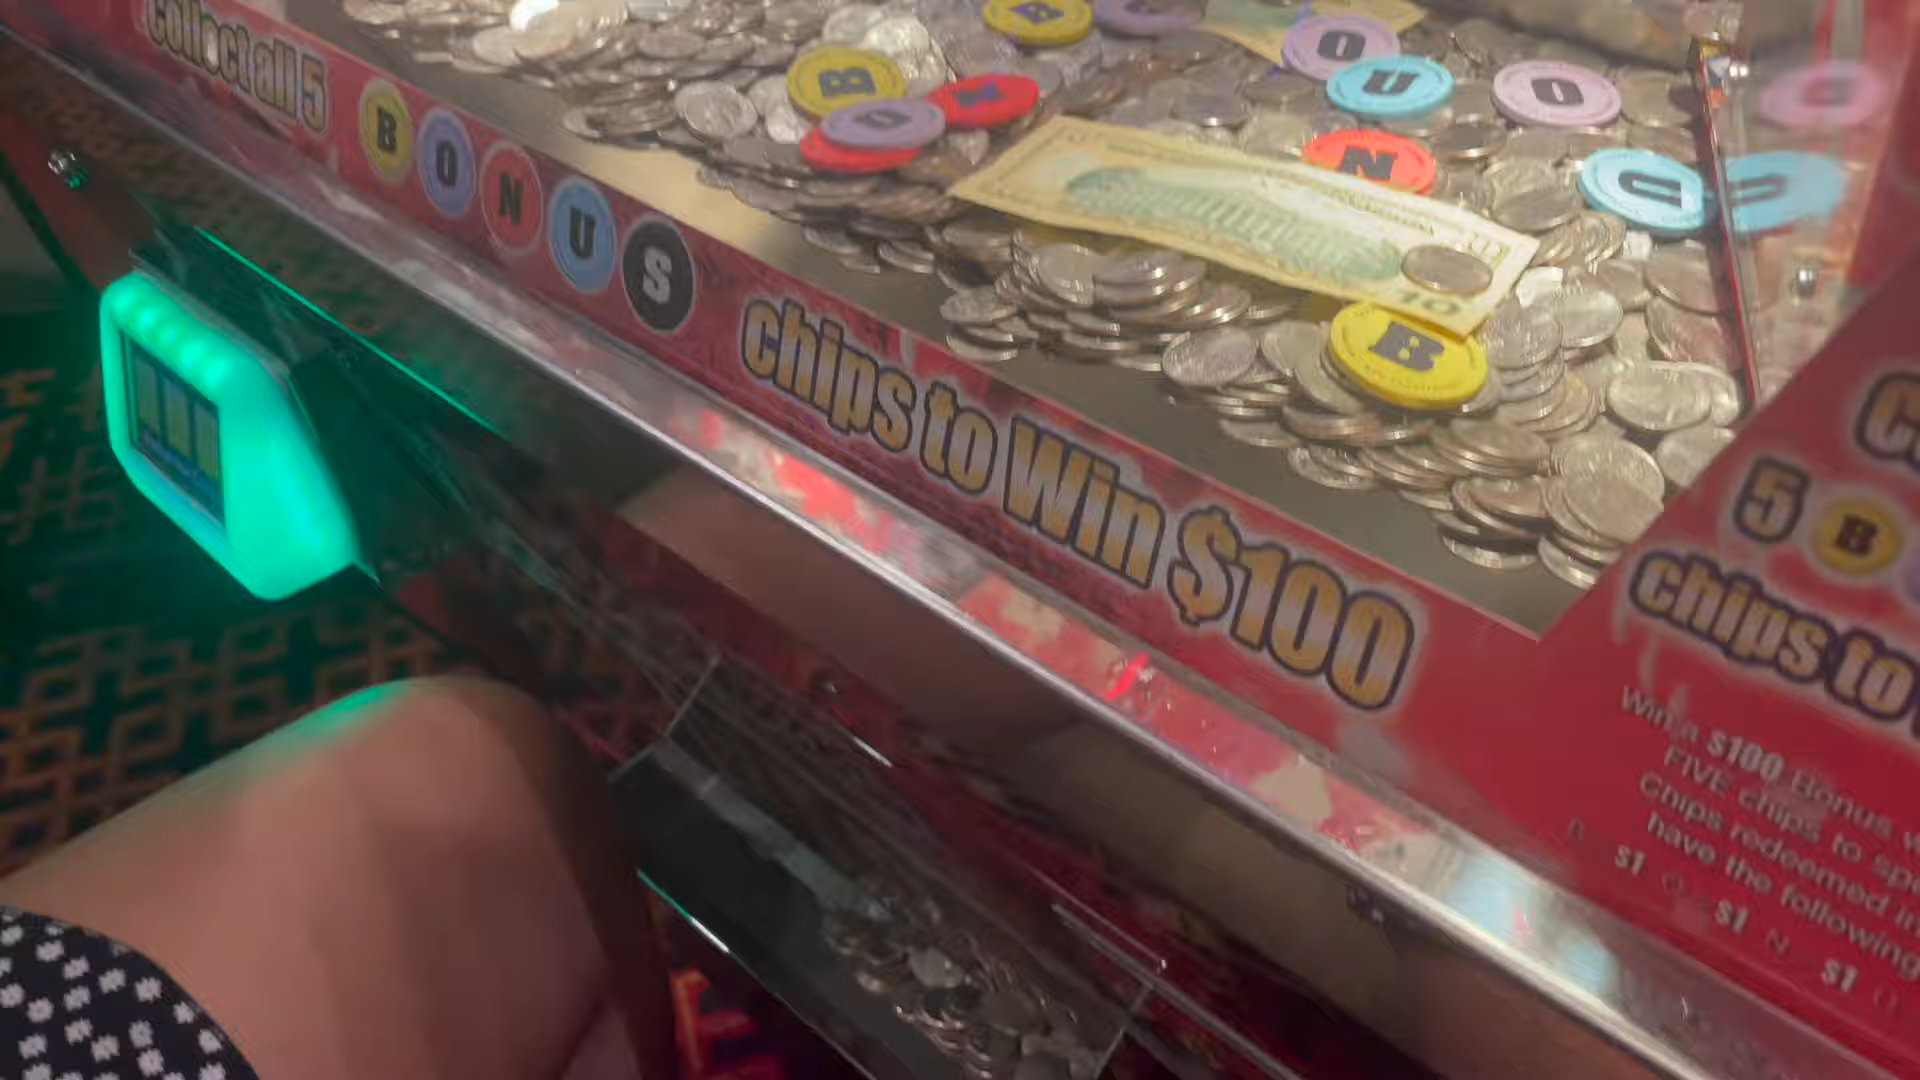 collect all 5 B O N U S chips to Win $100
B
O
U
O
B
N
B
10
5 B
chips to
Win a $100 Bonus
FIVE chips to
Chips redeemed
have the following
$1
$1 N
$1 U